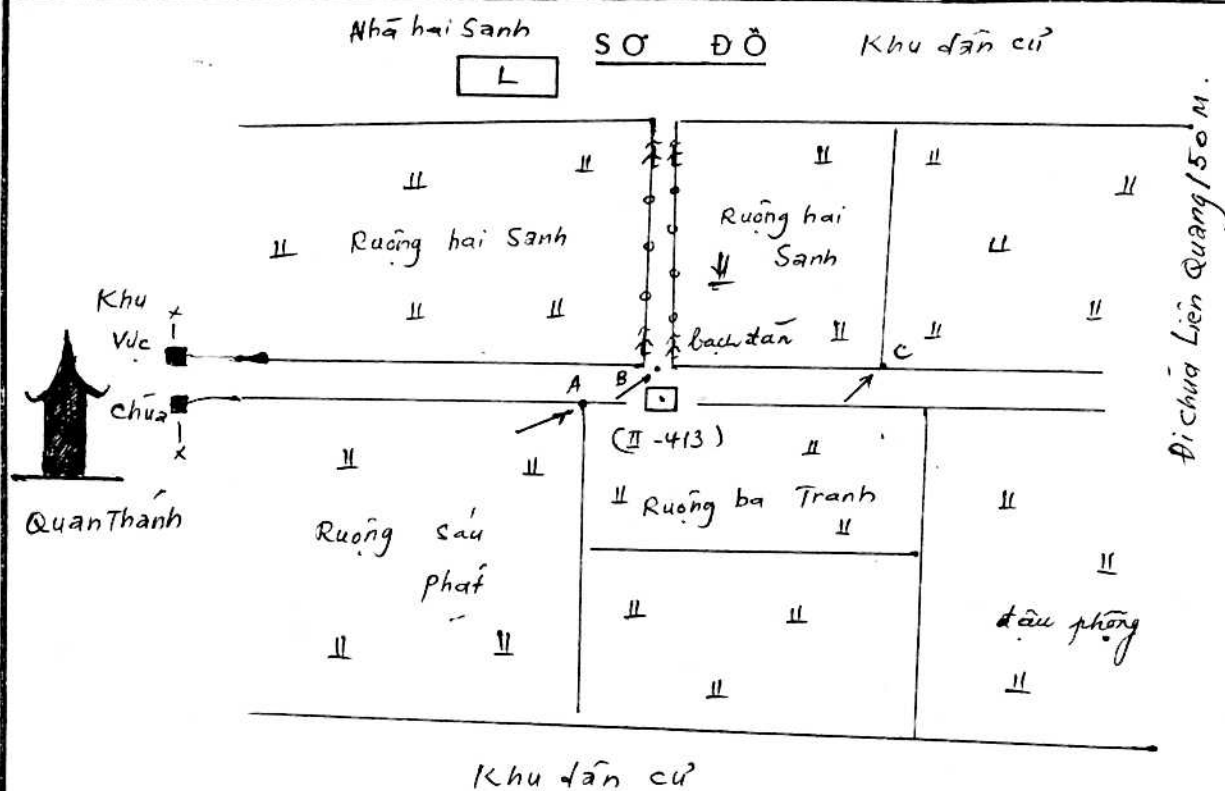 Nhà hai Sanh
SƠ ĐỒ
Khu dân cư
L
Đi chùa Liên Quang 150 M.
Ruộng hai Sanh
Ruộng hai
Sanh
bạch đàn
Khu
Vực
chùa
Quan Thánh
A
B
C
(II-413)
Ruộng ba Tranh
Ruộng sáu
phát
đậu phộng
Khu dân cư